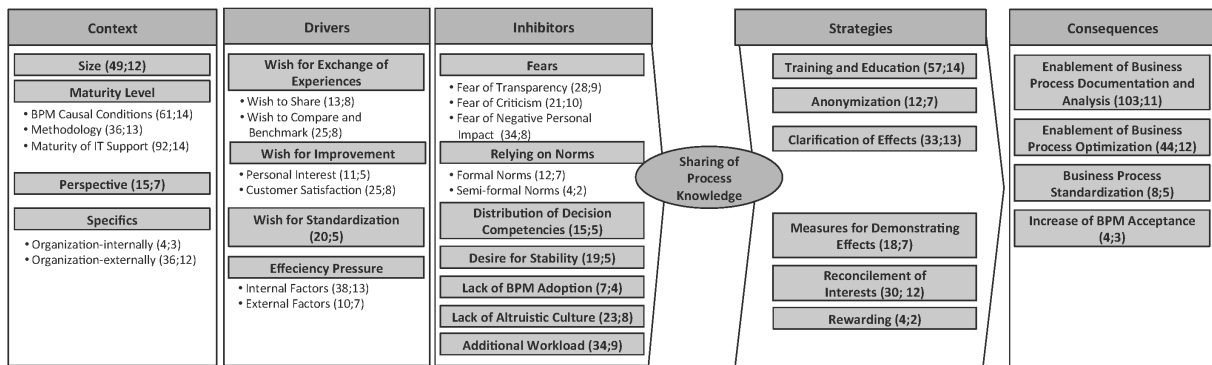 Context
Size (49;12)
Maturity Level
• BPM Causal Conditions (61;14)
• Methodology (36;13)
• Maturity of IT Support (92;14)
Perspective (15;7)
Specifics
• Organization-internally (4;3)
• Organization-externally (36;12)
Drivers
Wish for Exchange of
Experiences
• Wish to Share (13;8)
• Wish to Compare and
Benchmark (25;8)
Wish for Improvement
• Personal Interest (11;5)
• Customer Satisfaction (25;8)
Wish for Standardization
(20;5)
Effeciency Pressure
• Internal Factors (38;13)
• External Factors (10;7)
Inhibitors
Fears
• Fear of Transparency (28;9)
• Fear of Criticism (21;10)
• Fear of Negative Personal
Impact (34;8)
Relying on Norms
• Formal Norms (12;7)
• Semi-formal Norms (4;2)
Distribution of Decision
Competencies (15;5)
Desire for Stability (19;5)
Lack of BPM Adoption (7;4)
Lack of Altruistic Culture (23;8)
Additional Workload (34;9)
Sharing of
Process
Knowledge
Strategies
Training and Education (57;14)
Anonymization (12;7)
Clarification of Effects (33;13)
Measures for Demonstrating
Effects (18;7)
Reconcilement of
Interests (30; 12)
Rewarding (4;2)
Consequences
Enablement of Business
Process Documentation and
Analysis (103;11)
Enablement of Business
Process Optimization (44;12)
Business Process
Standardization (8;5)
Increase of BPM Acceptance
(4;3)